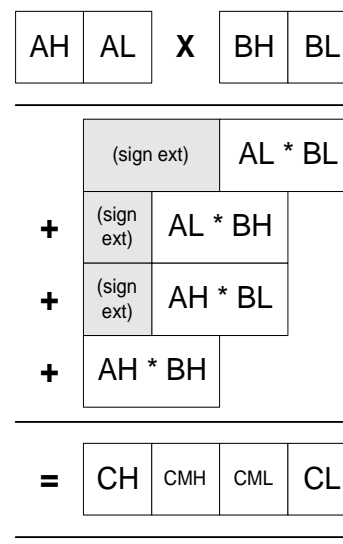 AH AL X BH BL
(sign ext) AL * BL
+ (sign ext) AL * BH
+ (sign ext) AH * BL
+ AH * BH
= CH CMH CML CL